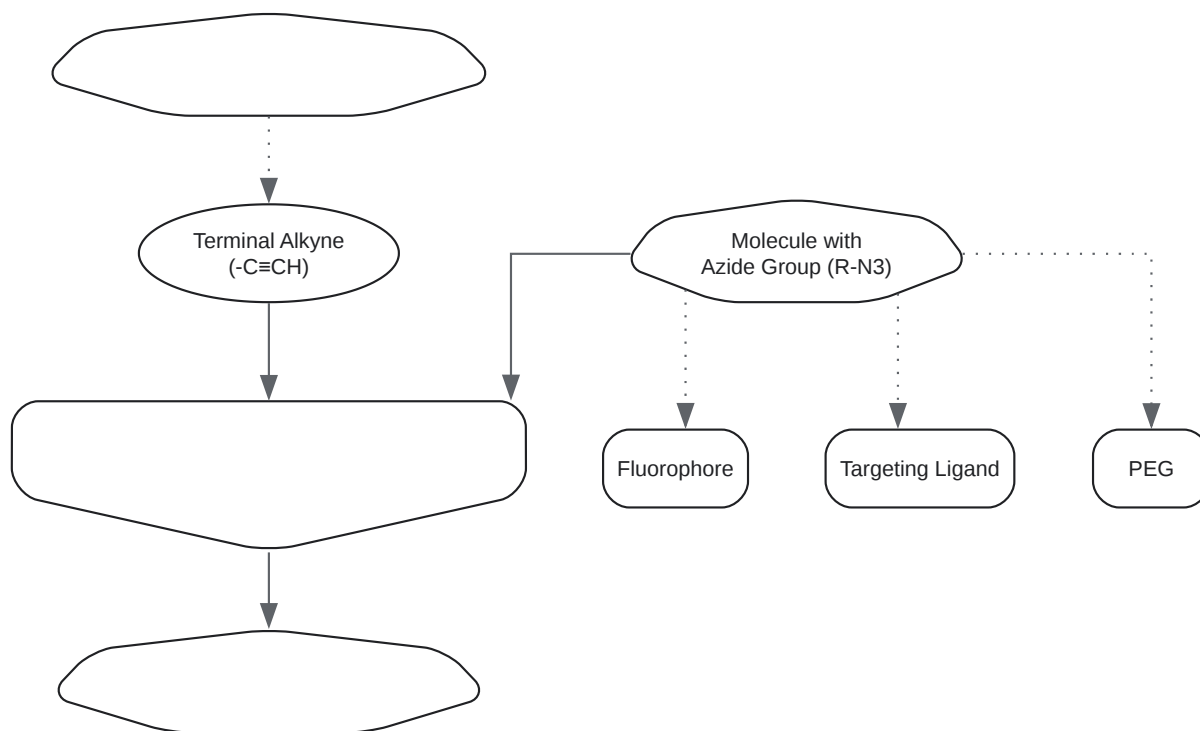 Terminal Alkyne
(-C≡CH)
Molecule with
Azide Group (R-N3)
Fluorophore
Targeting Ligand
PEG